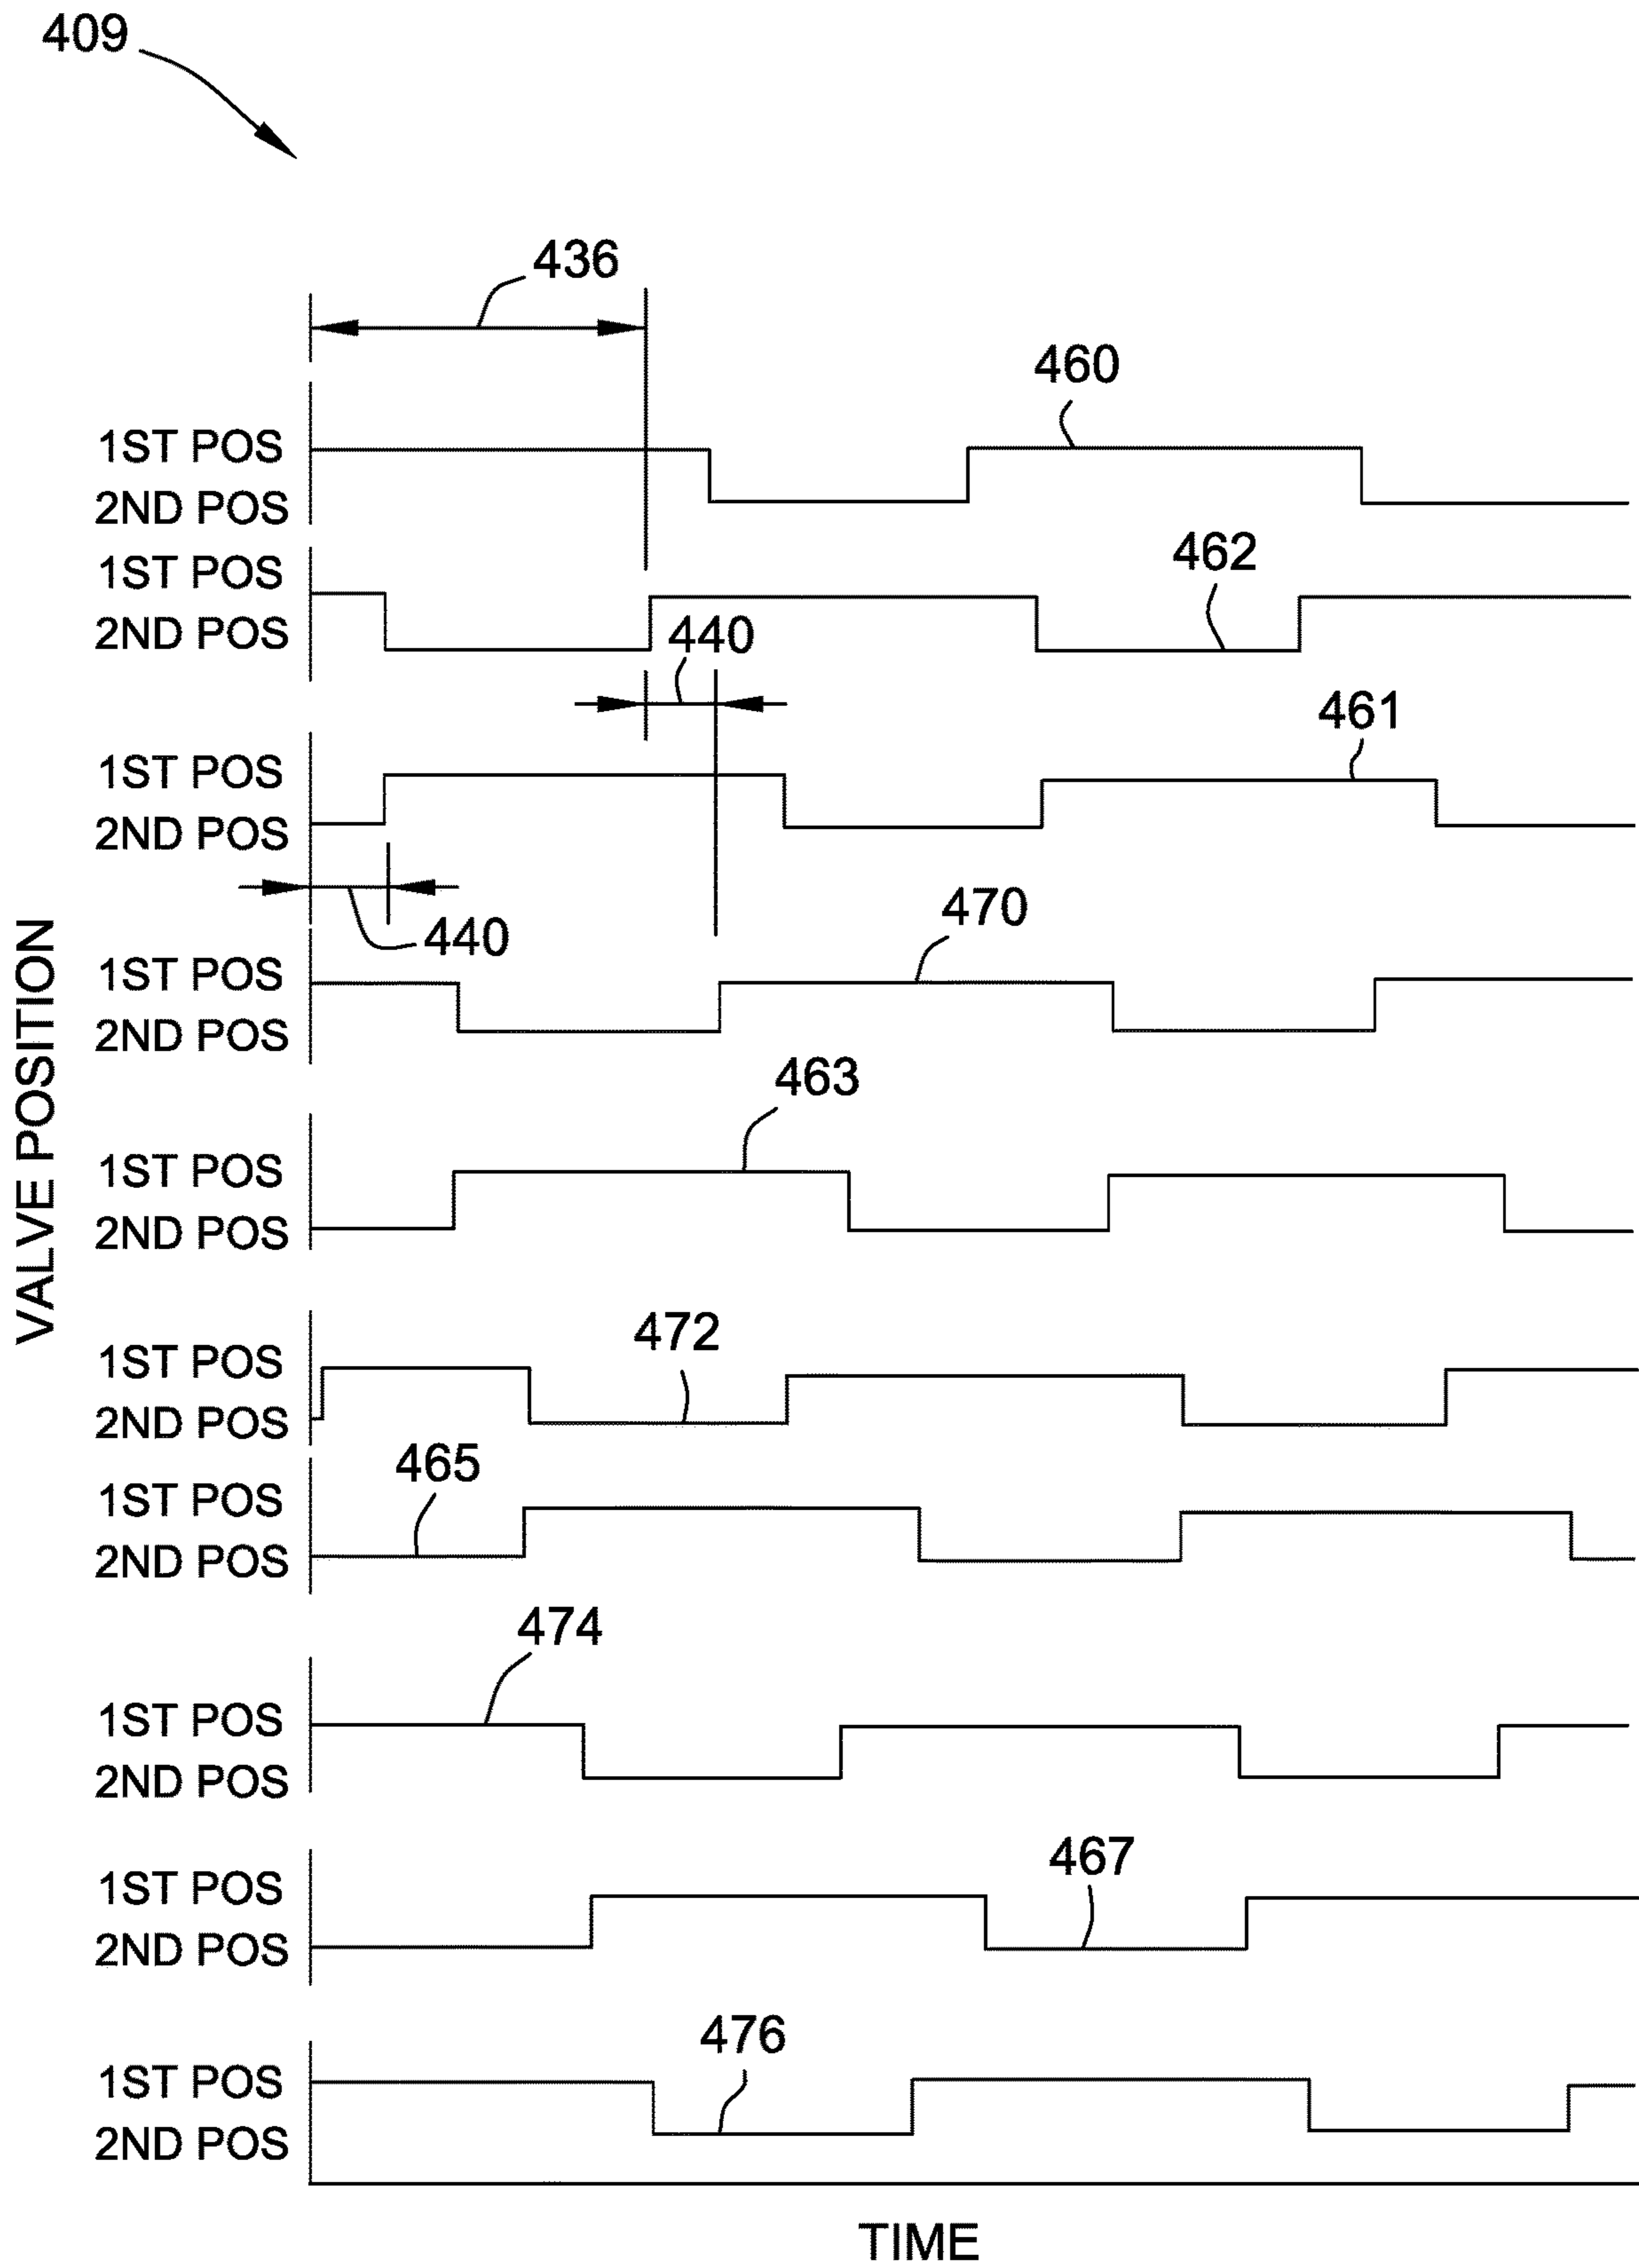 409
436
460
1ST POS
2ND POS
462
1ST POS
2ND POS
440
461
1ST POS
2ND POS
440
470
1ST POS
2ND POS
463
1ST POS
2ND POS
VALVE POSITION
472
1ST POS
2ND POS
465
1ST POS
2ND POS
474
1ST POS
2ND POS
467
1ST POS
2ND POS
476
1ST POS
2ND POS
TIME